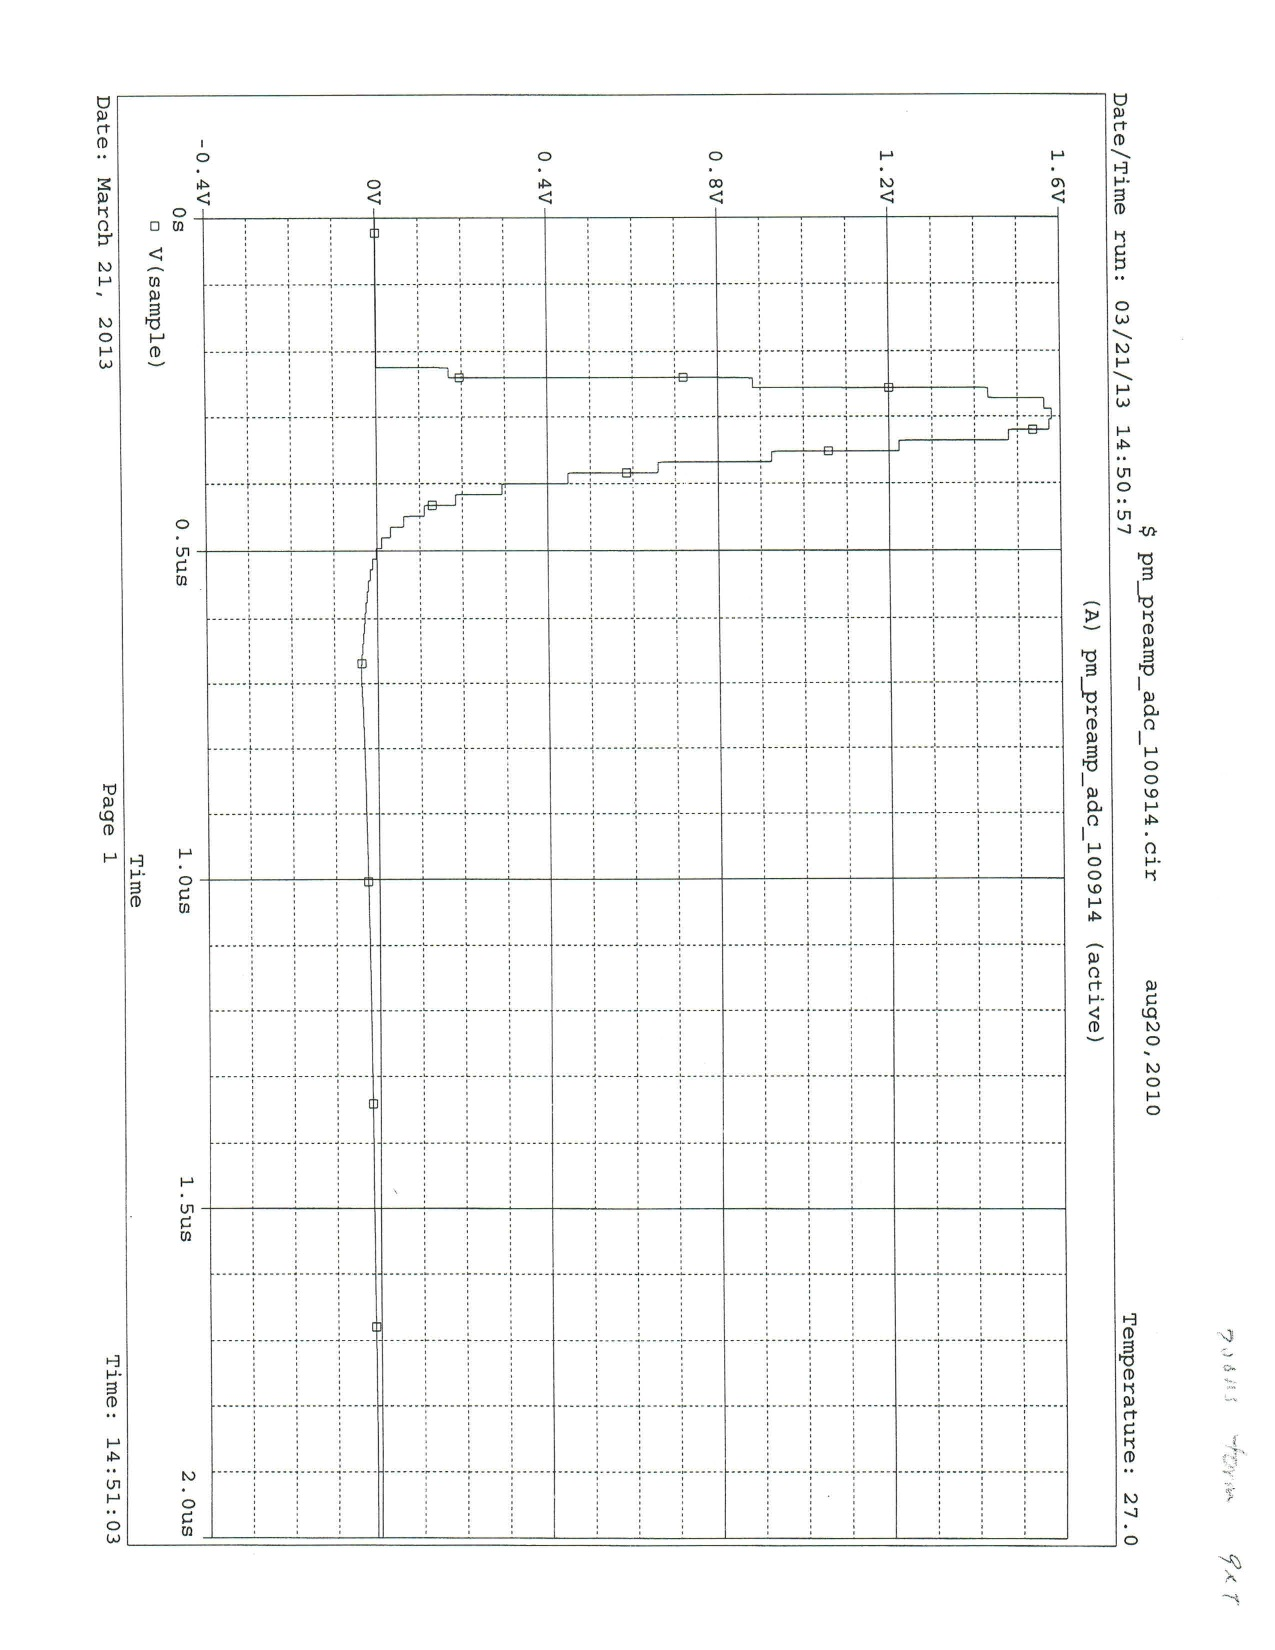 $ pm_preamp_adc_100914.cir aug20,2010
Date/Time run: 03/21/13 14:50:57 Temperature: 27.0
(A) pm_preamp_adc_100914 (active)
1.6V
1.2V
0.8V
0.4V
0V
-0.4V
0s 0.5us 1.0us 1.5us 2.0us
V(sample)
Time
Date: March 21, 2013 Page 1 Time: 14:51:03